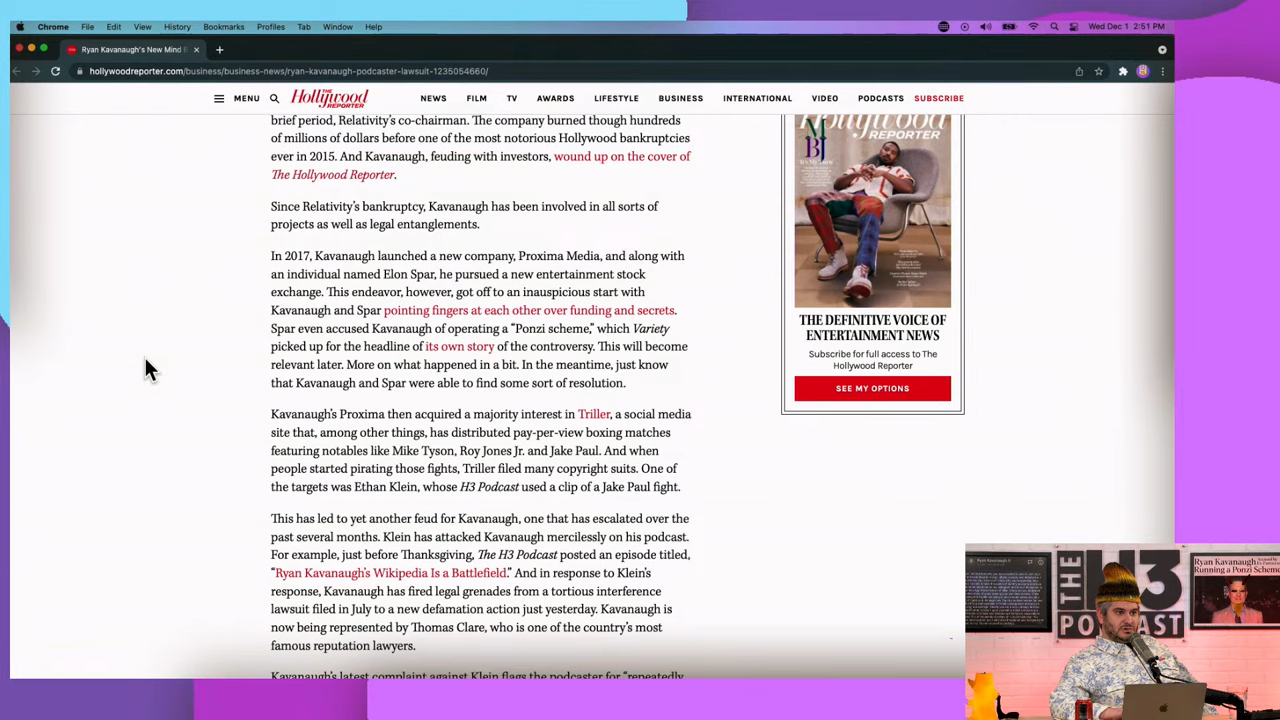 Chrome File Edit View History Bookmarks Profiles Tab Window Help Wed Dec 1 2:51 PM
Ryan Kavanaugh's New Mind
hollywoodreporter.com/business/business-news/ryan-kavanaugh-podcaster-lawsuit-1235054660/
MENU THE Hollywood REPORTER NEWS FILM TV AWARDS LIFESTYLE BUSINESS INTERNATIONAL VIDEO PODCASTS SUBSCRIBE
brief period, Relativity's co-chairman. The company burned though hundreds
of millions of dollars before one of the most notorious Hollywood bankruptcies
ever in 2015. And Kavanaugh, feuding with investors, wound up on the cover of
The Hollywood Reporter.
Since Relativity's bankruptcy, Kavanaugh has been involved in all sorts of
projects as well as legal entanglements.
In 2017, Kavanaugh launched a new company, Proxima Media, and along with
an individual named Elon Spar, he pursued a new entertainment stock
exchange. This endeavor, however, got off to an inauspicious start with
Kavanaugh and Spar pointing fingers at each other over funding and secrets.
Spar even accused Kavanaugh of operating a “Ponzi scheme,” which Variety
picked up for the headline of its own story of the controversy. This will become
relevant later. More on what happened in a bit. In the meantime, just know
that Kavanaugh and Spar were able to find some sort of resolution.
Kavanaugh's Proxima then acquired a majority interest in Triller, a social media
site that, among other things, has distributed pay-per-view boxing matches
featuring notables like Mike Tyson, Roy Jones Jr. and Jake Paul. And when
people started pirating those fights, Triller filed many copyright suits. One of
the targets was Ethan Klein, whose H3 Podcast used a clip of a Jake Paul fight.
This has led to yet another feud for Kavanaugh, one that has escalated over the
past several months. Klein has attacked Kavanaugh mercilessly on his podcast.
For example, just before Thanksgiving, The H3 Podcast posted an episode titled,
“Ryan Kavanaugh's Wikipedia Is a Battlefield.” And in response to Klein's
response, Kavanaugh has fired legal grenades from a tortious interference
lawsuit filed in July to a new defamation action just yesterday. Kavanaugh is
now being represented by Thomas Clare, who is one of the country's most
famous reputation lawyers.
Kavanaugh's latest complaint against Klein flags the podcaster for “repeatedly
Hollywood
REPORTER
MBJ
THE DEFINITIVE VOICE OF
ENTERTAINMENT NEWS
Subscribe for full access to The
Hollywood Reporter
SEE MY OPTIONS
THE H3
PODCAST
Ryan Kavanaugh
Running a Ponzi Scheme